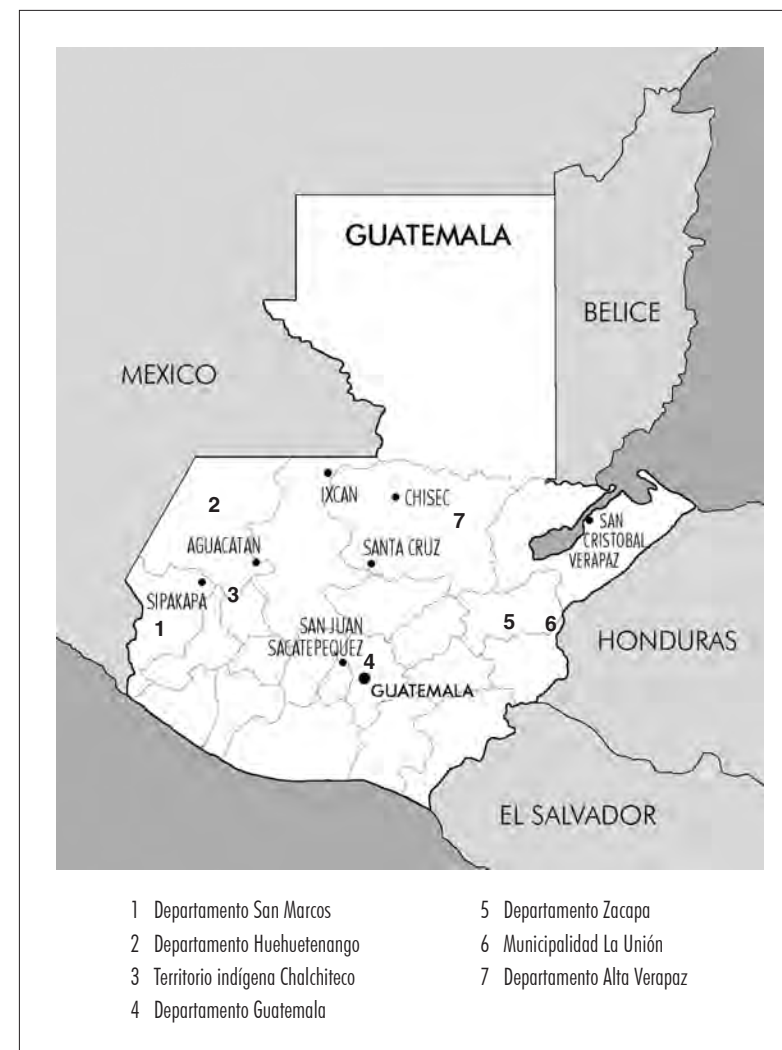 GUATEMALA
BELICE
MEXICO
IXCAN
CHISEC
2
7
SAN
CRISTOBAL
VERAPAZ
AGUACATAN
SANTA CRUZ
SIPAKAPA
3
1
5
6
SAN JUAN
SACATEPEQUEZ
4
GUATEMALA
HONDURAS
EL SALVADOR
1 Departamento San Marcos
2 Departamento Huehuetenango
3 Territorio indígena Chalchiteco
4 Departamento Guatemala
5 Departamento Zacapa
6 Municipalidad La Unión
7 Departamento Alta Verapaz